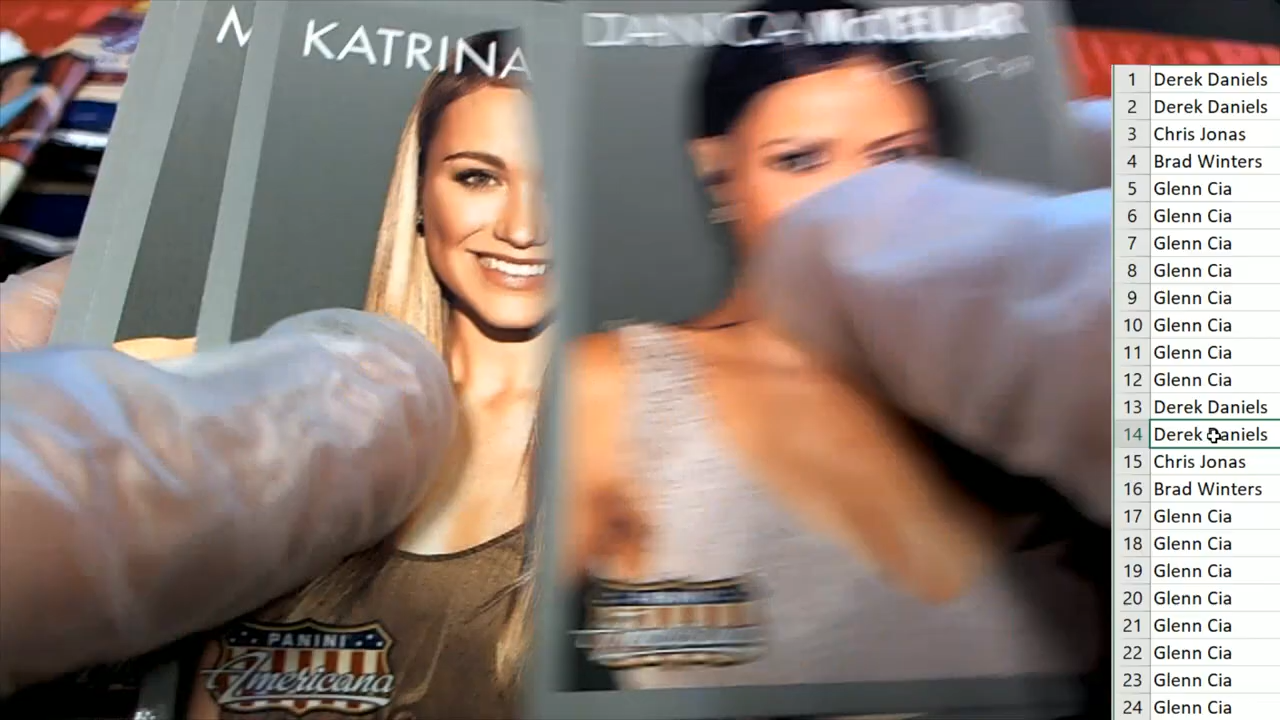 M
KATRINA
DANICA McKELLAR
PANINI
Americana
1 Derek Daniels
2 Derek Daniels
3 Chris Jonas
4 Brad Winters
5 Glenn Cia
6 Glenn Cia
7 Glenn Cia
8 Glenn Cia
9 Glenn Cia
10 Glenn Cia
11 Glenn Cia
12 Glenn Cia
13 Derek Daniels
14 Derek Daniels
15 Chris Jonas
16 Brad Winters
17 Glenn Cia
18 Glenn Cia
19 Glenn Cia
20 Glenn Cia
21 Glenn Cia
22 Glenn Cia
23 Glenn Cia
24 Glenn Cia